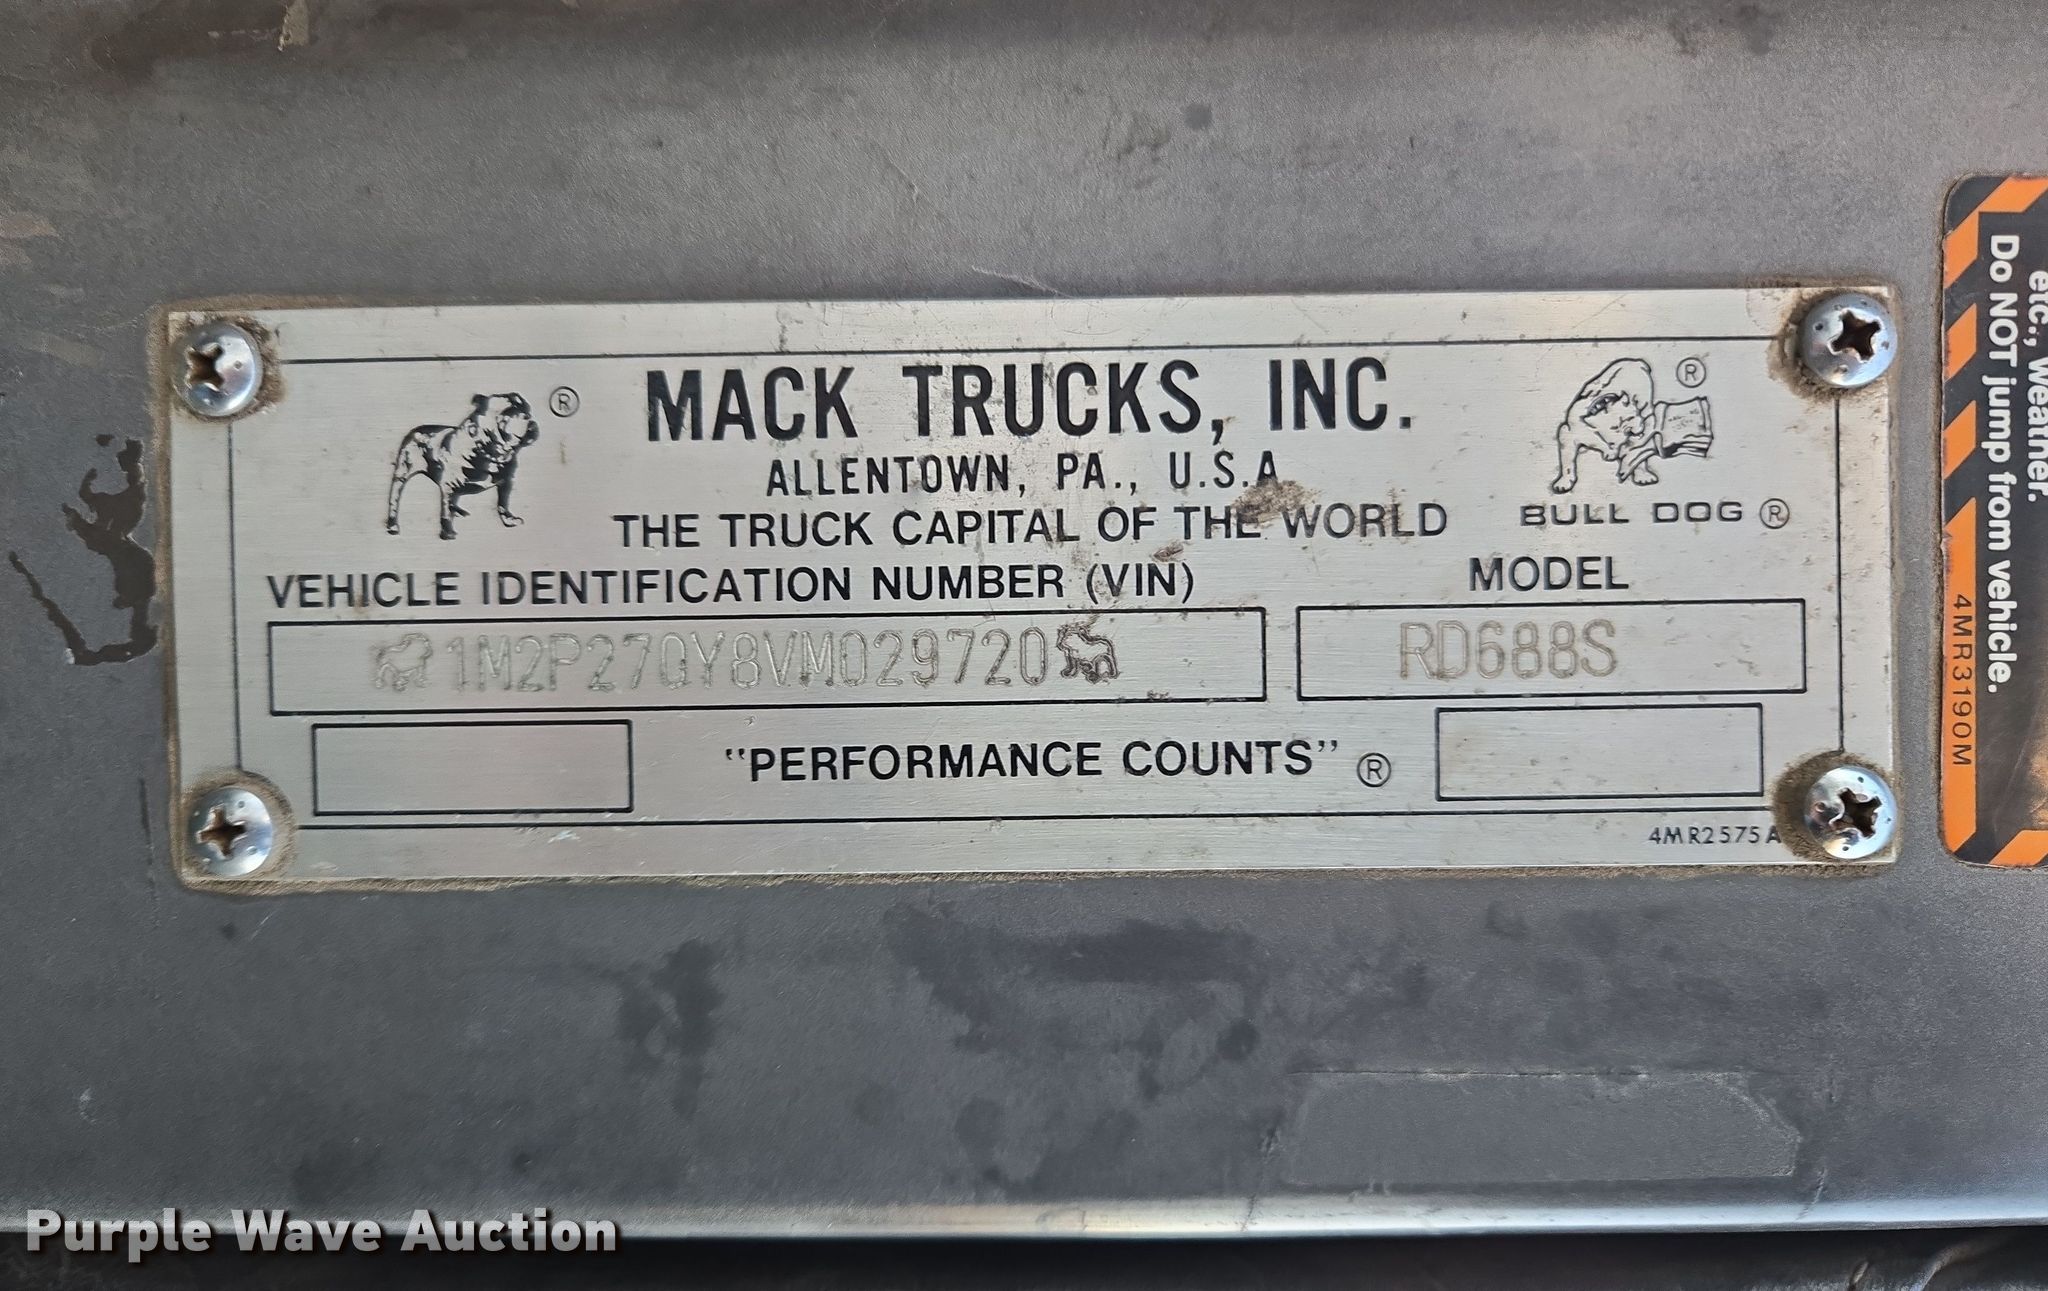 MACK TRUCKS, INC.
ALLENTOWN, PA., U.S.A
THE TRUCK CAPITAL OF THE WORLD
BULL DOG ®
®
®
VEHICLE IDENTIFICATION NUMBER (VIN)
MODEL
1M2P270Y8VM029720
RD688S
"PERFORMANCE COUNTS" ®
4MR2575A
etc., weather.
Do NOT jump from vehicle.
4MR3190M
Purple Wave Auction